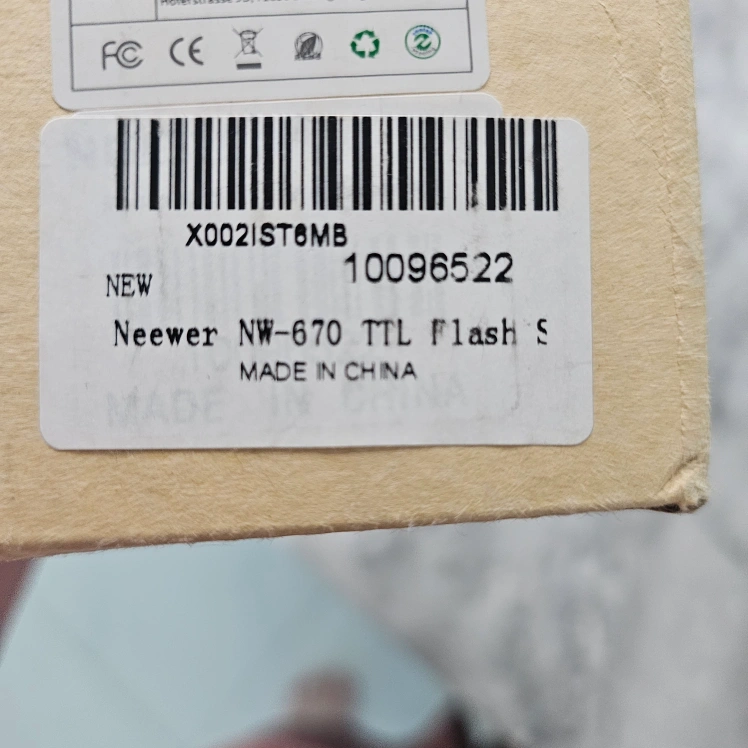 FC CE
X002IST6MB
10096522
NEW
Neewer NW-670 TTL Flash S
MADE IN CHINA